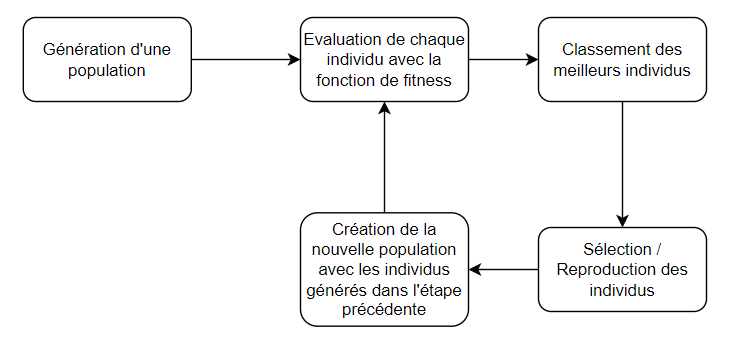 Génération d'une
population
Evaluation de chaque
individu avec la
fonction de fitness
Classement des
meilleurs individus
Sélection /
Reproduction des
individus
Création de la
nouvelle population
avec les individus
générés dans l'étape
précédente